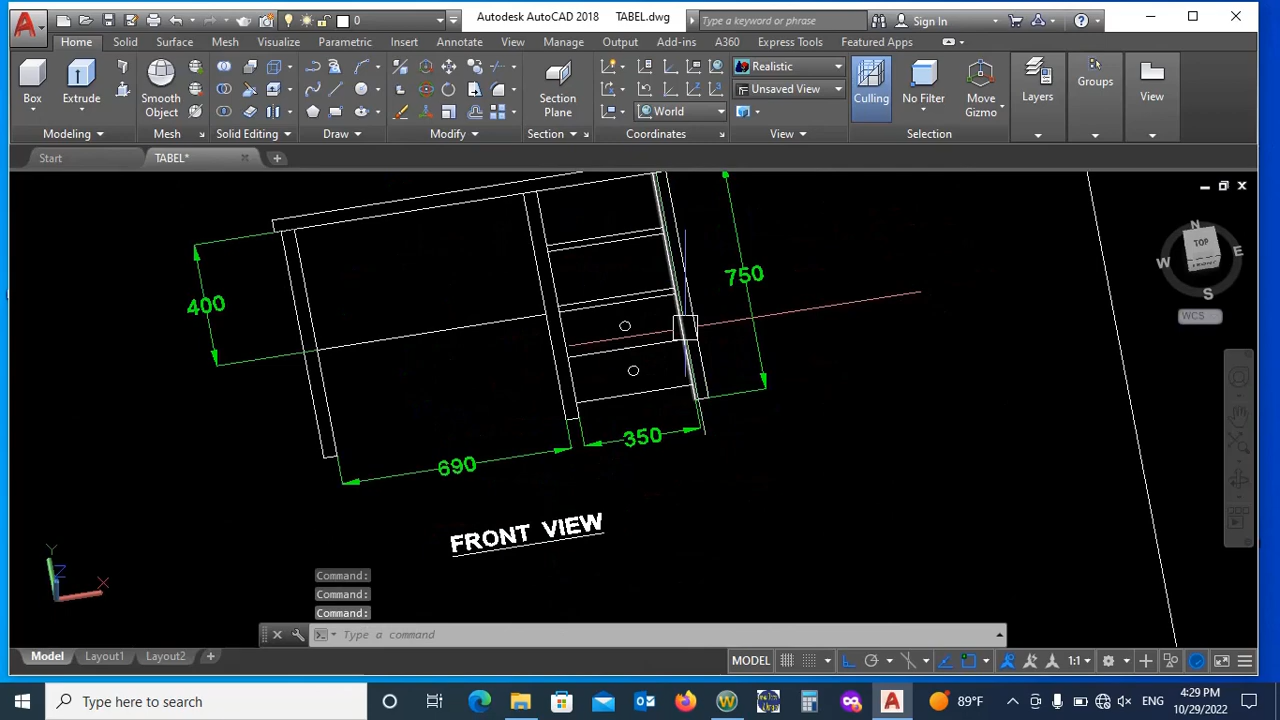 Autodesk AutoCAD 2018 TABEL.dwg
Type a keyword or phrase
Sign In
0
Home Solid Surface Mesh Visualize Parametric Insert Annotate View Manage Output Add-ins A360 Express Tools Featured Apps
Box
Extrude
Smooth Object
Section Plane
World
Realistic
Unsaved View
Culling
No Filter
Move Gizmo
Layers
Groups
View
Modeling
Mesh
Solid Editing
Draw
Modify
Section
Coordinates
View
Selection
Start
TABEL*
N
TOP
W
E
S
WCS
400
750
350
690
FRONT VIEW
Y
Z
X
Command:
Command:
Command:
Type a command
Model
Layout1
Layout2
MODEL
1:1
Type here to search
89°F
ENG
4:29 PM
10/29/2022